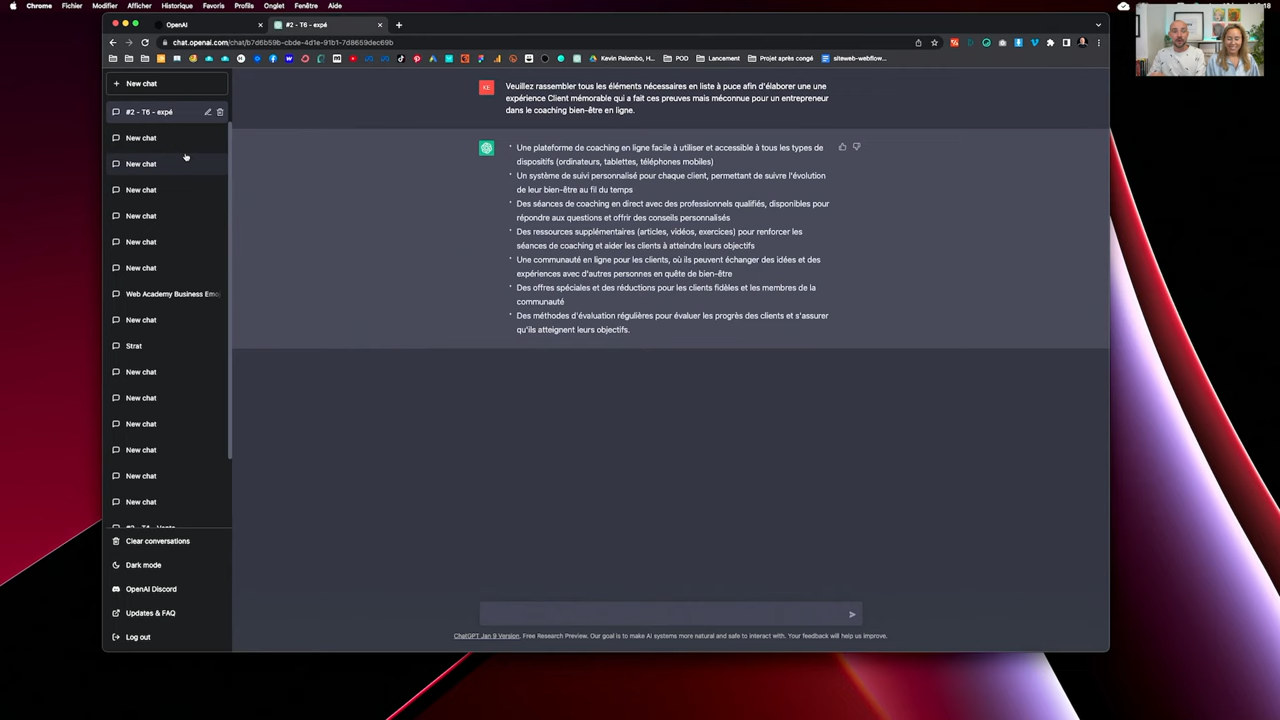 Chrome Fichier Modifier Afficher Historique Favoris Profils Onglet Fenêtre Aide
OpenAI
#2 - T6 - expé
chat.openai.com/chat/b7d6b59b-cbde-4d1e-91b1-7d8659dec69b
Kevin Palombo, H...
POD
Lancement
Projet après congé
siteweb-webflow...
New chat
#2 - T6 - expé
New chat
New chat
New chat
New chat
New chat
New chat
Web Academy Business Emo
New chat
Strat
New chat
New chat
New chat
New chat
New chat
New chat
Clear conversations
Dark mode
OpenAI Discord
Updates & FAQ
Log out
KE
Veuillez rassembler tous les éléments nécessaires en liste à puce afin d'élaborer une une
expérience Client mémorable qui a fait ces preuves mais méconnue pour un entrepreneur
dans le coaching bien-être en ligne.
• Une plateforme de coaching en ligne facile à utiliser et accessible à tous les types de
dispositifs (ordinateurs, tablettes, téléphones mobiles)
• Un système de suivi personnalisé pour chaque client, permettant de suivre l'évolution
de leur bien-être au fil du temps
• Des séances de coaching en direct avec des professionnels qualifiés, disponibles pour
répondre aux questions et offrir des conseils personnalisés
• Des ressources supplémentaires (articles, vidéos, exercices) pour renforcer les
séances de coaching et aider les clients à atteindre leurs objectifs
• Une communauté en ligne pour les clients, où ils peuvent échanger des idées et des
expériences avec d'autres personnes en quête de bien-être
• Des offres spéciales et des réductions pour les clients fidèles et les membres de la
communauté
• Des méthodes d'évaluation régulières pour évaluer les progrès des clients et s'assurer
qu'ils atteignent leurs objectifs.
ChatGPT Jan 9 Version. Free Research Preview. Our goal is to make AI systems more natural and safe to interact with. Your feedback will help us improve.